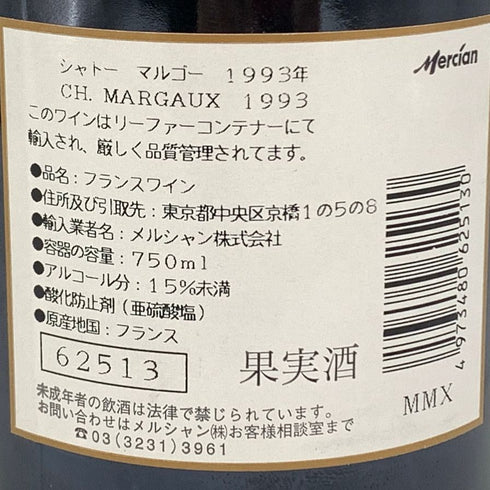 Mercian
シャトー マルゴー 1993年
CH. MARGAUX 1993
このワインはリーファーコンテナーにて
輸入され、厳しく品質管理されてます。
●品名：フランスワイン
●住所及び引取先：東京都中央区京橋1の5の8
●輸入業者名：メルシャン株式会社
●容器の容量：750ml
●アルコール分：15%未満
●酸化防止剤（亜硫酸塩）
●原産地国：フランス
62513
果実酒
4 973480 625130
MMX
未成年者の飲酒は法律で禁じられています。
お問い合わせはメルシャン㈱お客様相談室まで
☎03(3231)3961